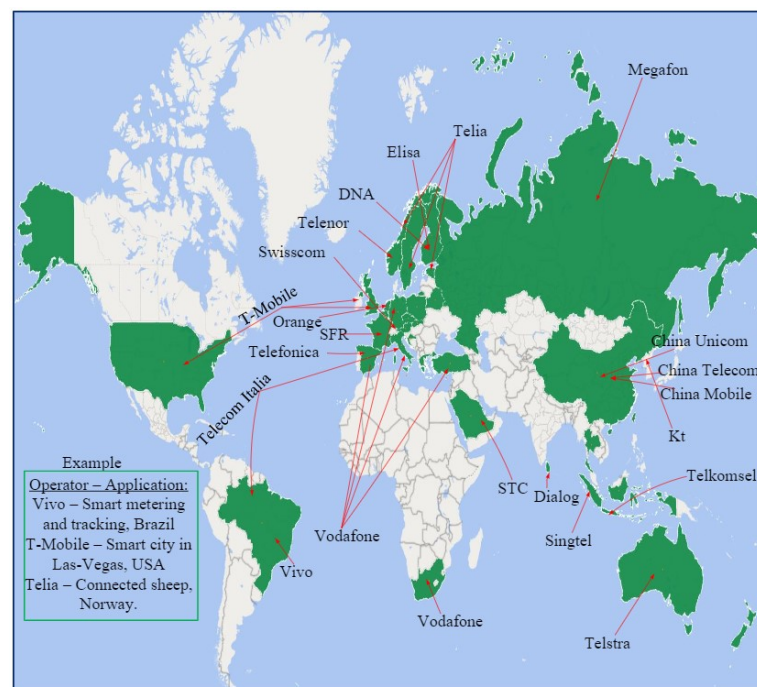 Megafon
Telia
Elisa
DNA
Telenor
Swisscom
T-Mobile
Orange
SFR
Telefonica
Telecom Italia
China Unicom
China Telecom
China Mobile
Kt
STC
Dialog
Telkomsel
Singtel
Vodafone
Vivo
Vodafone
Telstra
Example
Operator – Application:
Vivo – Smart metering
and tracking, Brazil
T-Mobile – Smart city in
Las-Vegas, USA
Telia – Connected sheep,
Norway.